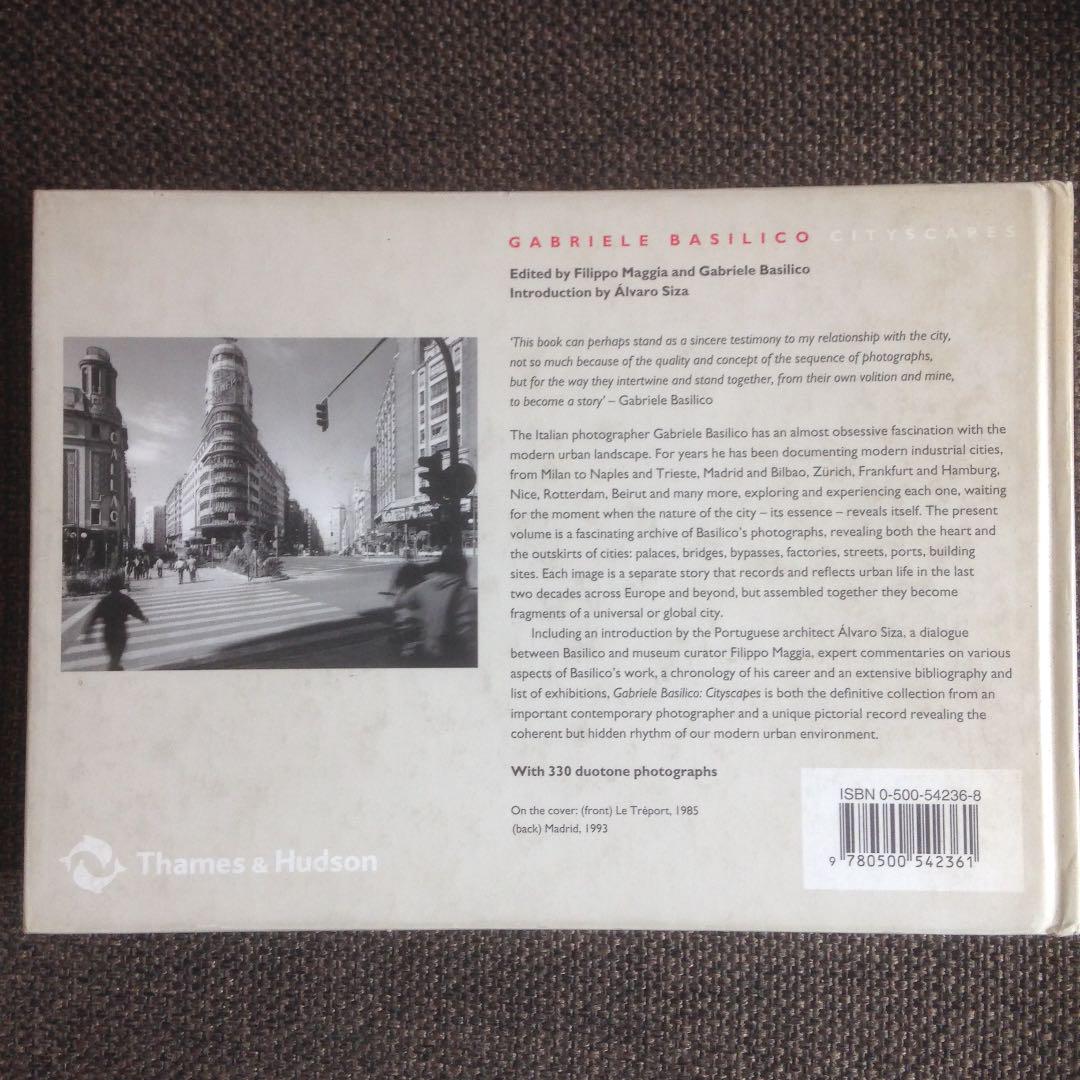 GABRIELE BASILICO CITYSCAPES
Edited by Filippo Maggia and Gabriele Basilico
Introduction by Álvaro Siza
'This book can perhaps stand as a sincere testimony to my relationship with the city,
not so much because of the quality and concept of the sequence of photographs,
but for the way they intertwine and stand together, from their own volition and mine,
to become a story' – Gabriele Basilico
The Italian photographer Gabriele Basilico has an almost obsessive fascination with the
modern urban landscape. For years he has been documenting modern industrial cities,
from Milan to Naples and Trieste, Madrid and Bilbao, Zürich, Frankfurt and Hamburg,
Nice, Rotterdam, Beirut and many more, exploring and experiencing each one, waiting
for the moment when the nature of the city – its essence – reveals itself. The present
volume is a fascinating archive of Basilico's photographs, revealing both the heart and
the outskirts of cities: palaces, bridges, bypasses, factories, streets, ports, building
sites. Each image is a separate story that records and reflects urban life in the last
two decades across Europe and beyond, but assembled together they become
fragments of a universal or global city.
Including an introduction by the Portuguese architect Álvaro Siza, a dialogue
between Basilico and museum curator Filippo Maggia, expert commentaries on various
aspects of Basilico's work, a chronology of his career and an extensive bibliography and
list of exhibitions, Gabriele Basilico: Cityscapes is both the definitive collection from an
important contemporary photographer and a unique pictorial record revealing the
coherent but hidden rhythm of our modern urban environment.
With 330 duotone photographs
On the cover: (front) Le Tréport, 1985
(back) Madrid, 1993
ISBN 0-500-54236-8
9 780500 542361
Thames & Hudson
CALLAO